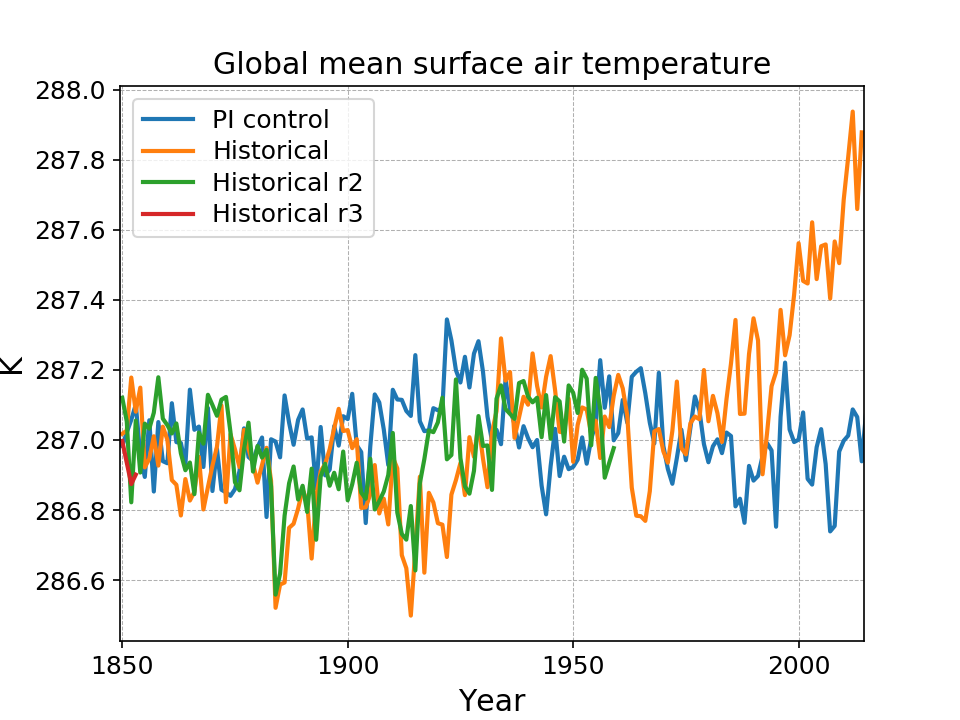 Global mean surface air temperature
288.0
287.8
287.6
287.4
287.2
287.0
286.8
286.6
K
PI control
Historical
Historical r2
Historical r3
1850 1900 1950 2000
Year